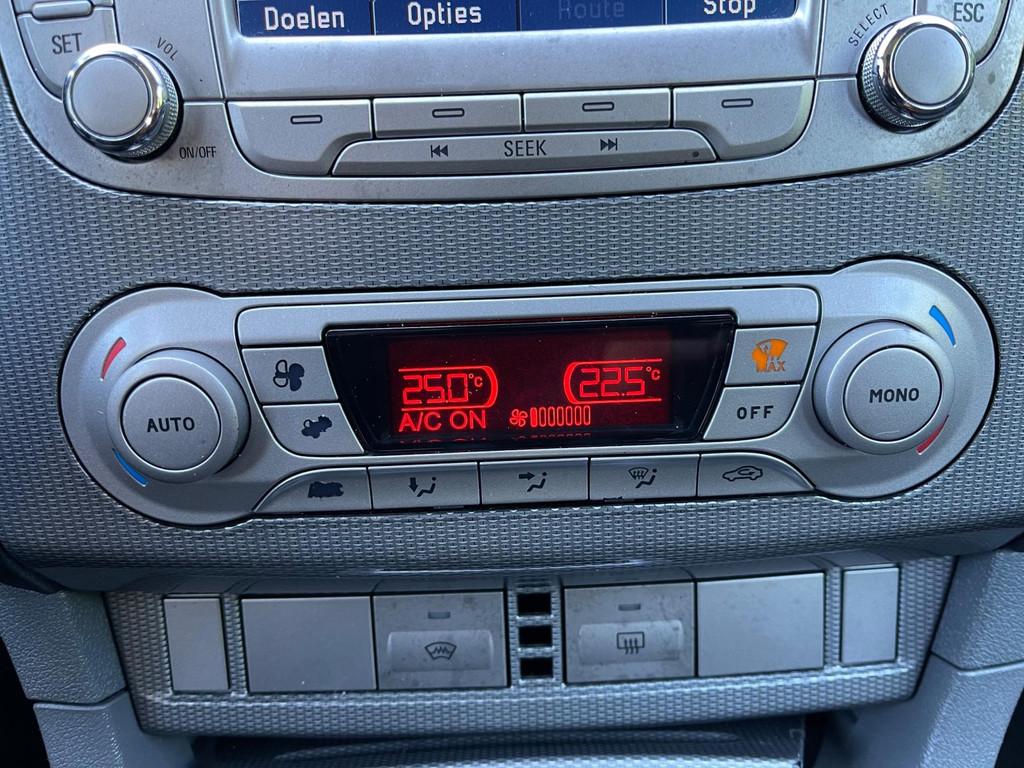 Doelen Opties Route Stop
SET
VOL
ON/OFF
SELECT
ESC
SEEK
AUTO
25.0°C
22.5°C
A/C ON
MAX
OFF
MONO